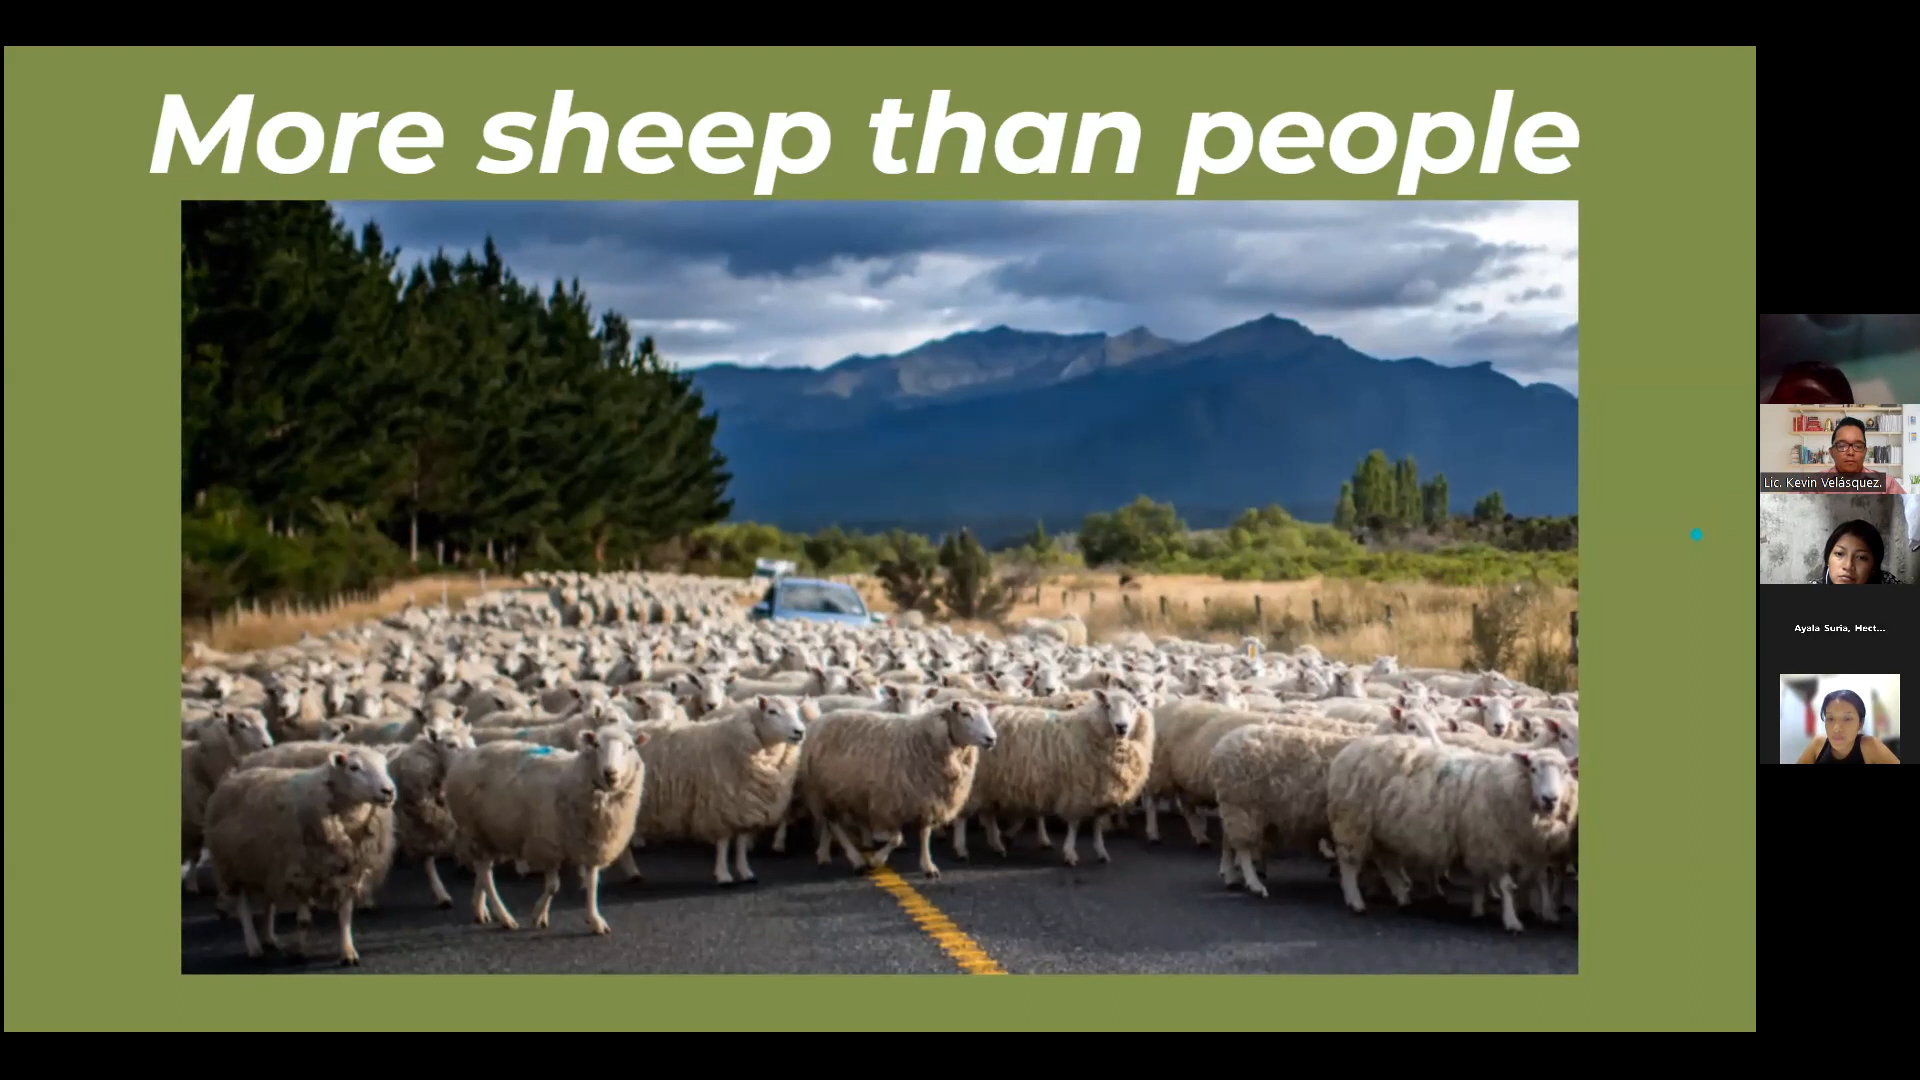 More sheep than people
Lic. Kevin Velásquez.
Ayala Suria, Hect...